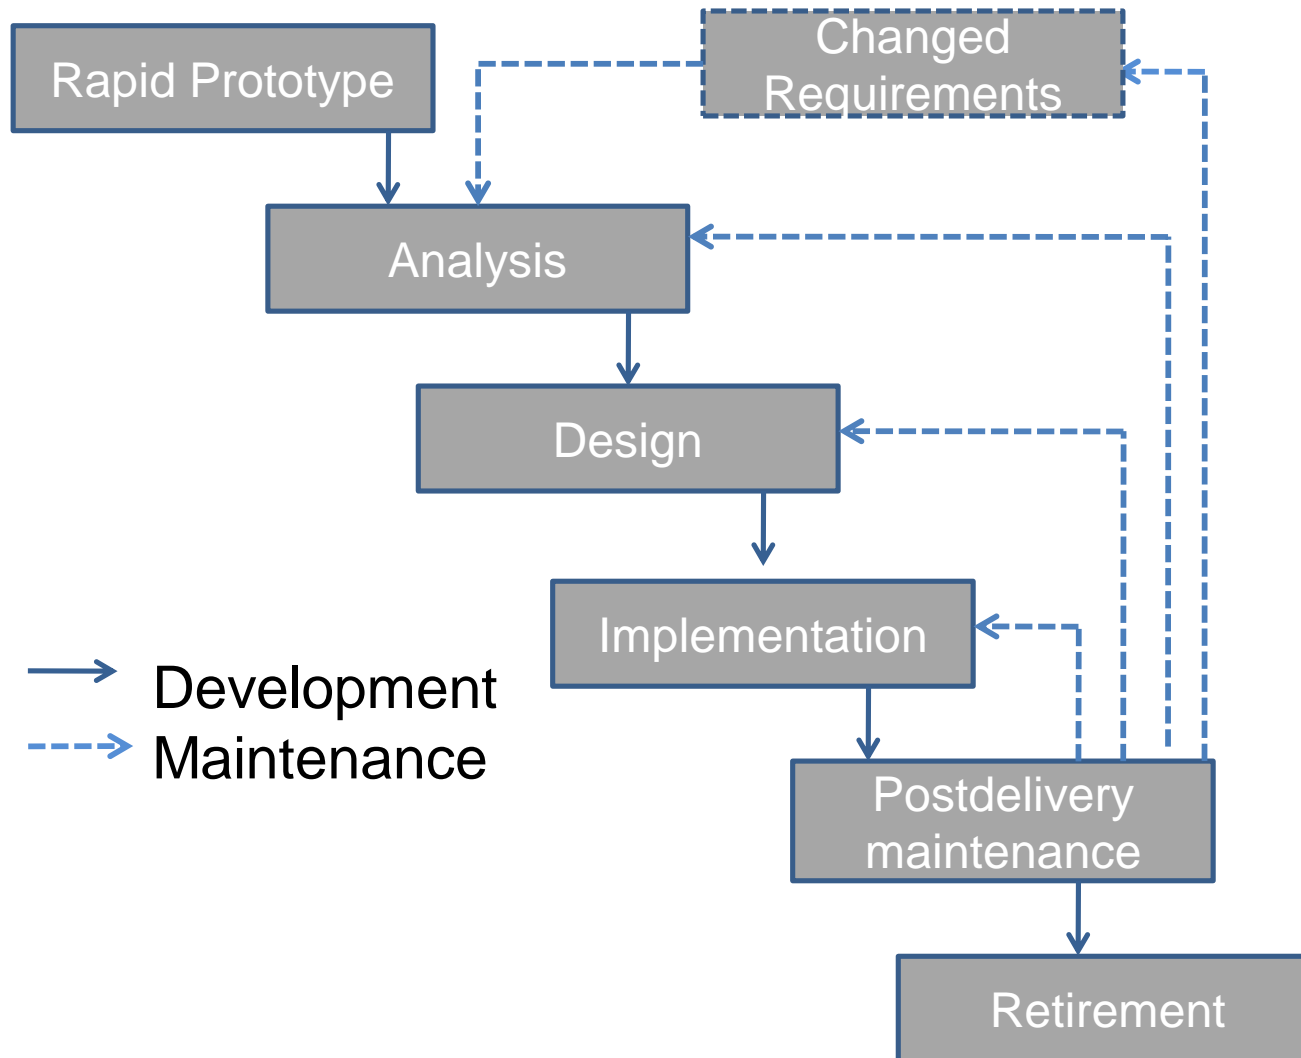 Rapid Prototype
Changed
Requirements
Analysis
Design
Implementation
Development
Maintenance
Postdelivery
maintenance
Retirement